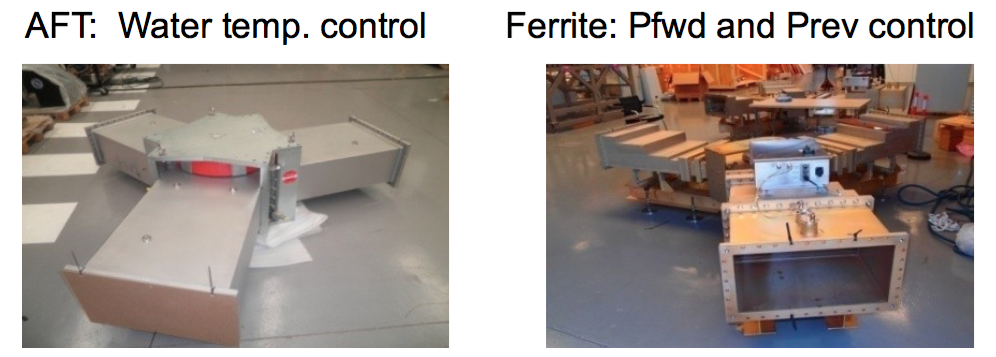 AFT: Water temp. control
Ferrite: Pfwd and Prev control